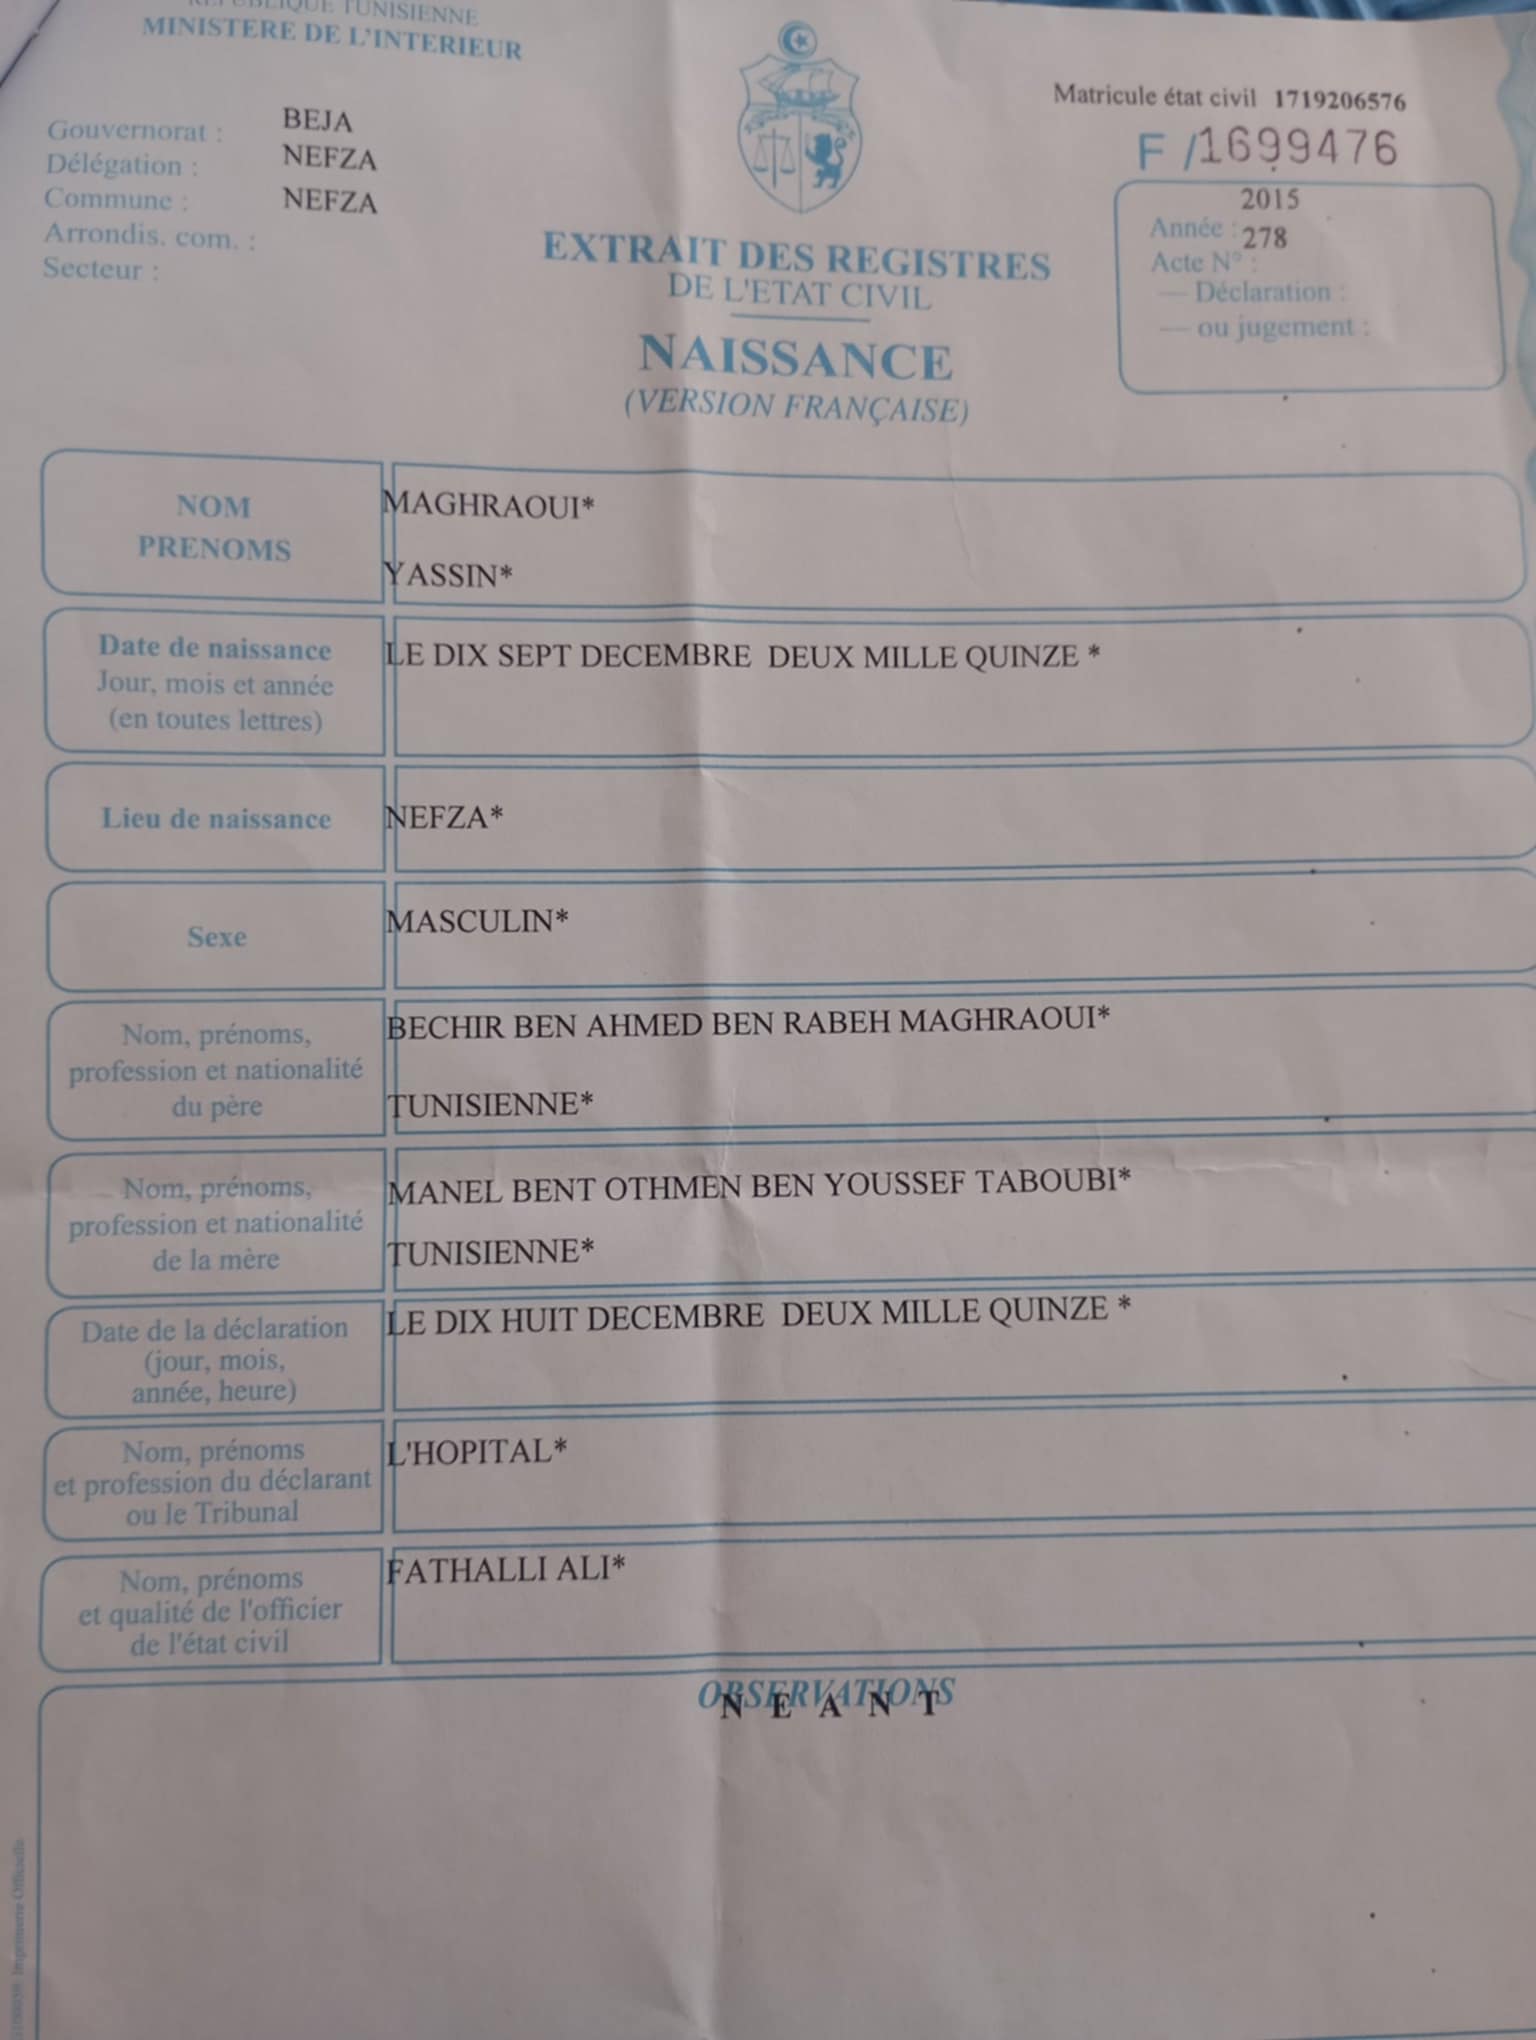 REPUBLIQUE TUNISIENNE
MINISTERE DE L'INTERIEUR
Gouvernorat : BEJA
Délégation : NEFZA
Commune : NEFZA
Arrondis. com. :
Secteur :
Matricule état civil 1719206576
F /1699476
2015
Année :
278
Acte N° :
— Déclaration :
— ou jugement :
EXTRAIT DES REGISTRES
DE L'ETAT CIVIL
NAISSANCE
(VERSION FRANÇAISE)
NOM
PRENOMS
MAGHRAOUI*
YASSIN*
Date de naissance
Jour, mois et année
(en toutes lettres)
LE DIX SEPT DECEMBRE DEUX MILLE QUINZE *
Lieu de naissance
NEFZA*
Sexe
MASCULIN*
Nom, prénoms,
profession et nationalité
du père
BECHIR BEN AHMED BEN RABEH MAGHRAOUI*
TUNISIENNE*
Nom, prénoms,
profession et nationalité
de la mère
MANEL BENT OTHMEN BEN YOUSSEF TABOUBI*
TUNISIENNE*
Date de la déclaration
(jour, mois,
année, heure)
LE DIX HUIT DECEMBRE DEUX MILLE QUINZE *
Nom, prénoms
et profession du déclarant
ou le Tribunal
L'HOPITAL*
Nom, prénoms
et qualité de l'officier
de l'état civil
FATHALLI ALI*
OBSERVATIONS
N E A N T
Imprimerie Officielle